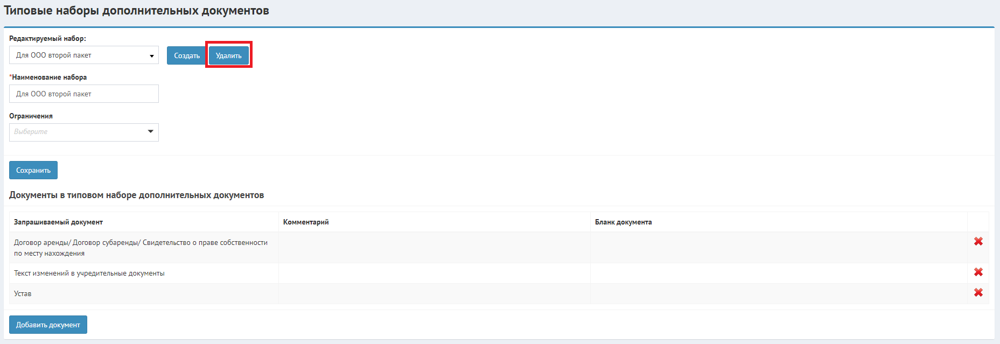 Типовые наборы дополнительных документов
Редактируемый набор:
Для ООО второй пакет
Создать
Удалить
*Наименование набора
Для ООО второй пакет
Ограничения
Выберите
Сохранить
Документы в типовом наборе дополнительных документов
Запрашиваемый документ
Комментарий
Бланк документа
Договор аренды/ Договор субаренды/ Свидетельство о праве собственности
по месту нахождения
Текст изменений в учредительные документы
Устав
Добавить документ